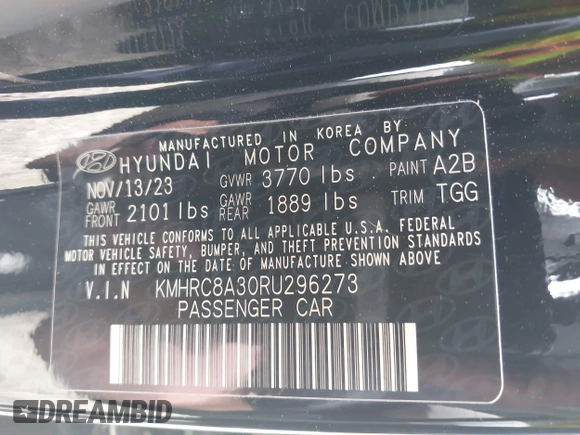 MANUFACTURED IN KOREA BY:
HYUNDAI MOTOR COMPANY
NOV/13/23 GVWR 3770 lbs PAINT A2B
GAWR FRONT 2101 lbs GAWR REAR 1889 lbs TRIM TGG
THIS VEHICLE CONFORMS TO ALL APPLICABLE U.S.A. FEDERAL
MOTOR VEHICLE SAFETY, BUMPER, AND THEFT PREVENTION STANDARDS
IN EFFECT ON THE DATE OF MANUFACTURE SHOWN ABOVE
V.I.N KMHRC8A30RU296273
PASSENGER CAR
DREAMBID